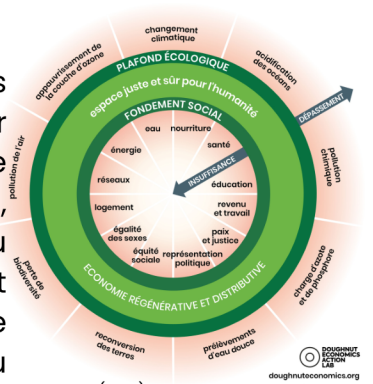 changement
climatique
acidification
des océans
pollution
chimique
charge d'azote
et de phosphore
prélèvements
d'eau douce
reconversion
des terres
perte de
biodiversité
pollution de l'air
appauvrissement de
la couche d'ozone
PLAFOND ÉCOLOGIQUE
espace juste et sûr pour l'humanité
FONDEMENT SOCIAL
DÉPASSEMENT
INSUFFISANCE
eau
nourriture
santé
éducation
revenu
et travail
paix
et justice
représentation
politique
équité
sociale
égalité
des sexes
logement
réseaux
énergie
ECONOMIE RÉGÉNÉRATIVE ET DISTRIBUTIVE
DOUGHNUT
ECONOMICS
ACTION
LAB
doughnuteconomics.org